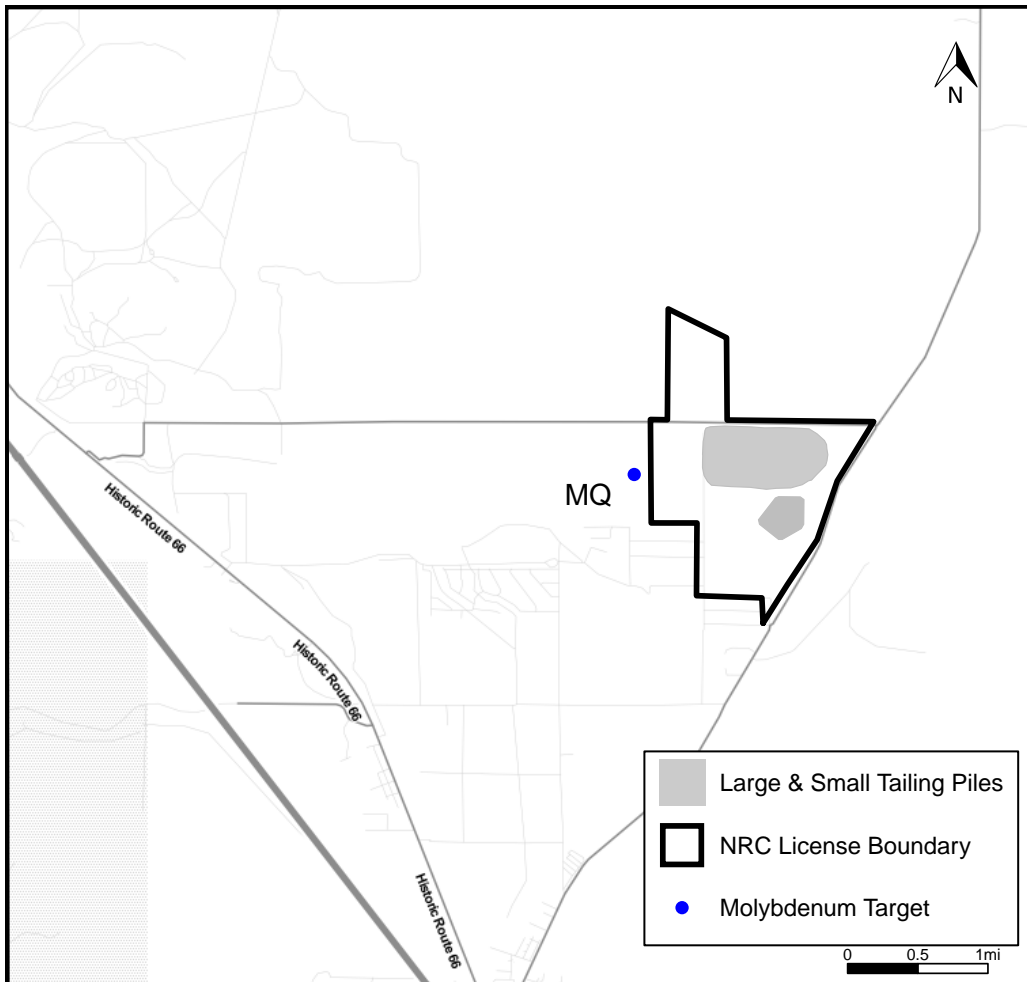 N
MQ
Historic Route 66
Historic Route 66
Historic Route 66
Large & Small Tailing Piles
NRC License Boundary
Molybdenum Target
0 0.5 1mi